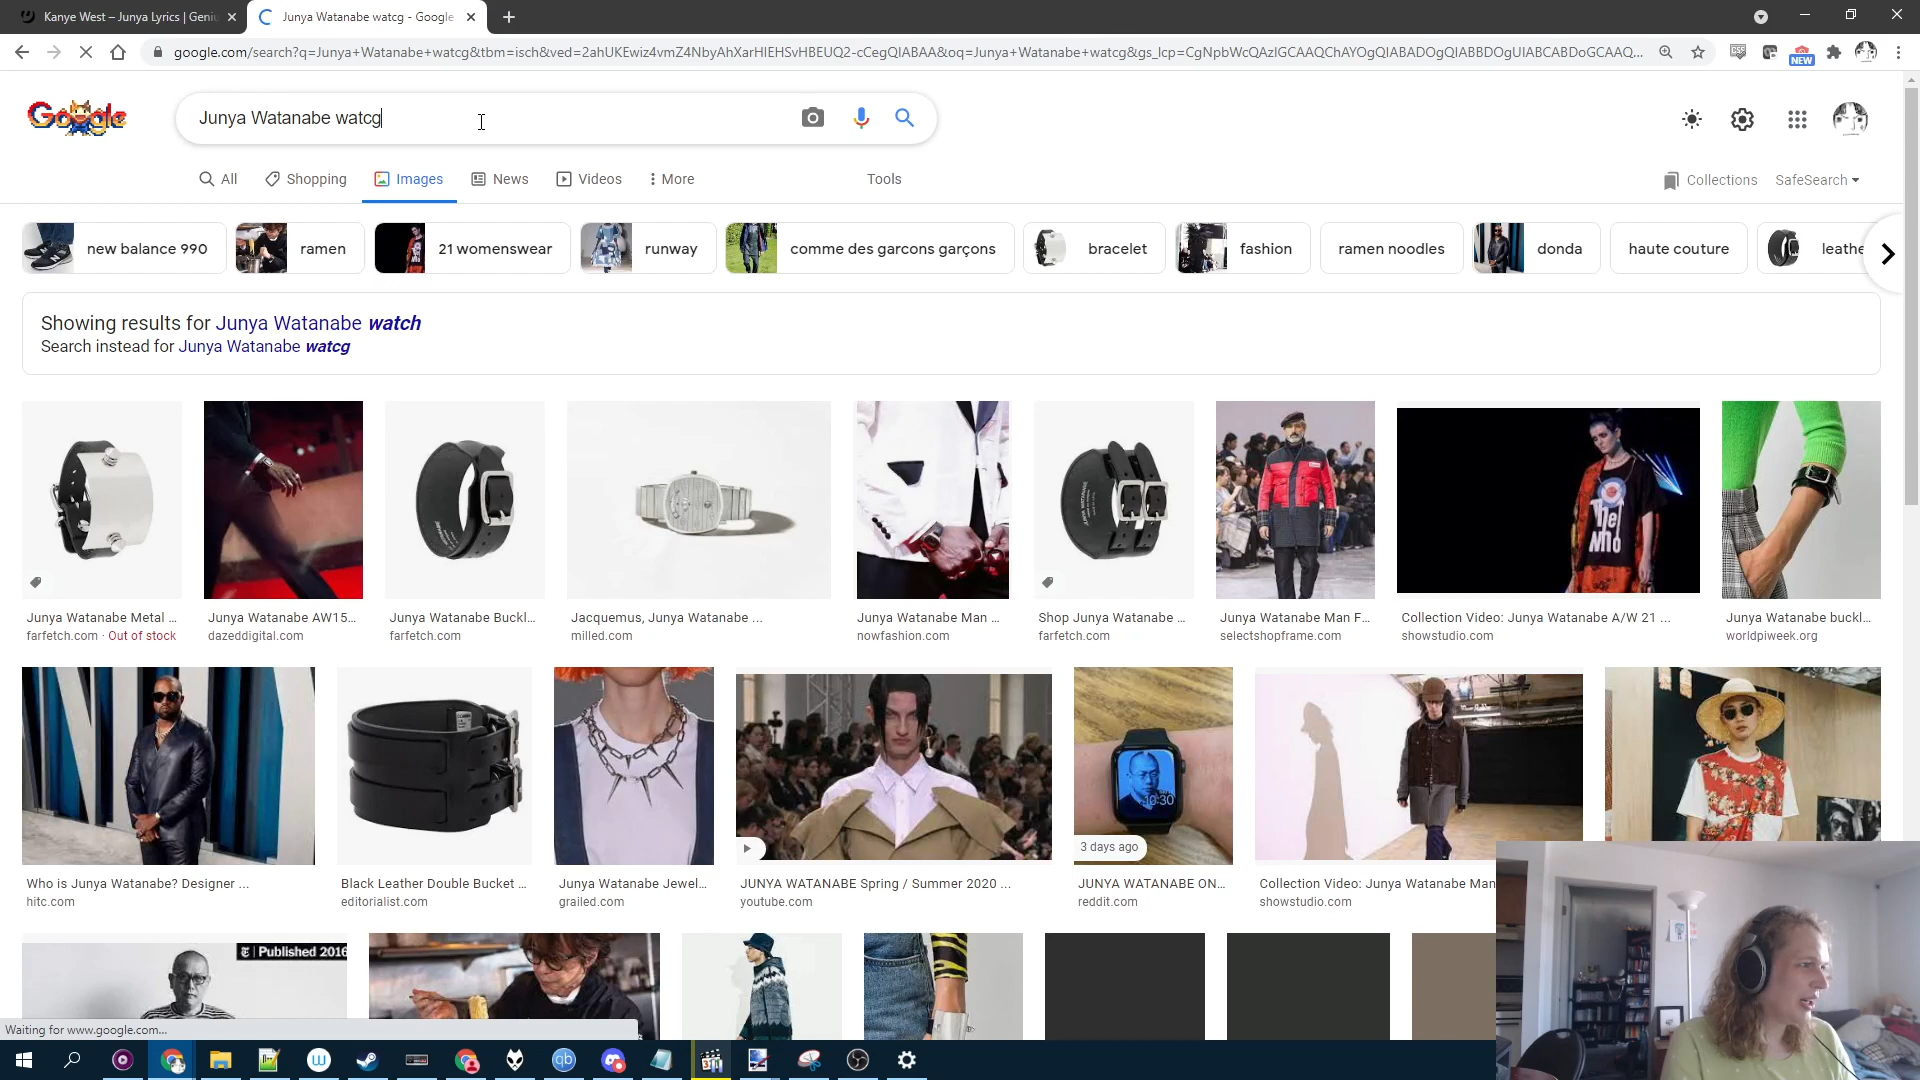 Kanye West – Junya Lyrics | Geni
Junya Watanabe watcg - Google
google.com/search?q=Junya+Watanabe+watcg&tbm=isch&ved=2ahUKEwiz4vmZ4NbyAhXarHIEHSvHBEUQ2-cCegQIABAA&oq=Junya+Watanabe+watcg&gs_lcp=CgNpbWcQAzIGCAAQChAYOgQIABADOgQIABBDOgUIABCABDoGCAAQ...
NEW
Google
Junya Watanabe watcg
All
Shopping
Images
News
Videos
More
Tools
Collections
SafeSearch
new balance 990
ramen
21 womenswear
runway
comme des garcons garçons
bracelet
fashion
ramen noodles
donda
haute couture
leathe
Showing results for Junya Watanabe watch
Search instead for Junya Watanabe watcg
Junya Watanabe Metal ...
farfetch.com · Out of stock
Junya Watanabe AW15...
dazeddigital.com
Junya Watanabe Buckl...
farfetch.com
Jacquemus, Junya Watanabe ...
milled.com
Junya Watanabe Man ...
nowfashion.com
Shop Junya Watanabe ...
farfetch.com
Junya Watanabe Man F...
selectshopframe.com
Collection Video: Junya Watanabe A/W 21 ...
showstudio.com
Junya Watanabe buckl...
worldpiweek.org
The
Who
Who is Junya Watanabe? Designer ...
hitc.com
Black Leather Double Bucket ...
editorialist.com
Junya Watanabe Jewel...
grailed.com
JUNYA WATANABE Spring / Summer 2020 ...
youtube.com
10:30
3 days ago
JUNYA WATANABE ON...
reddit.com
Collection Video: Junya Watanabe Man
showstudio.com
Published 2016
Waiting for www.google.com...